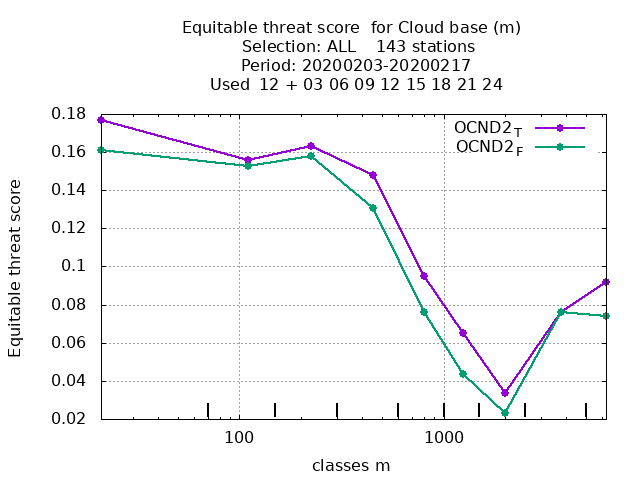 Equitable threat score  for Cloud base (m)
Selection: ALL    143 stations
Period: 20200203-20200217
Used  12 + 03 06 09 12 15 18 21 24
OCND2T
OCND2F
0.18
0.16
0.14
0.12
0.1
0.08
0.06
0.04
0.02
Equitable threat score
100
1000
classes m